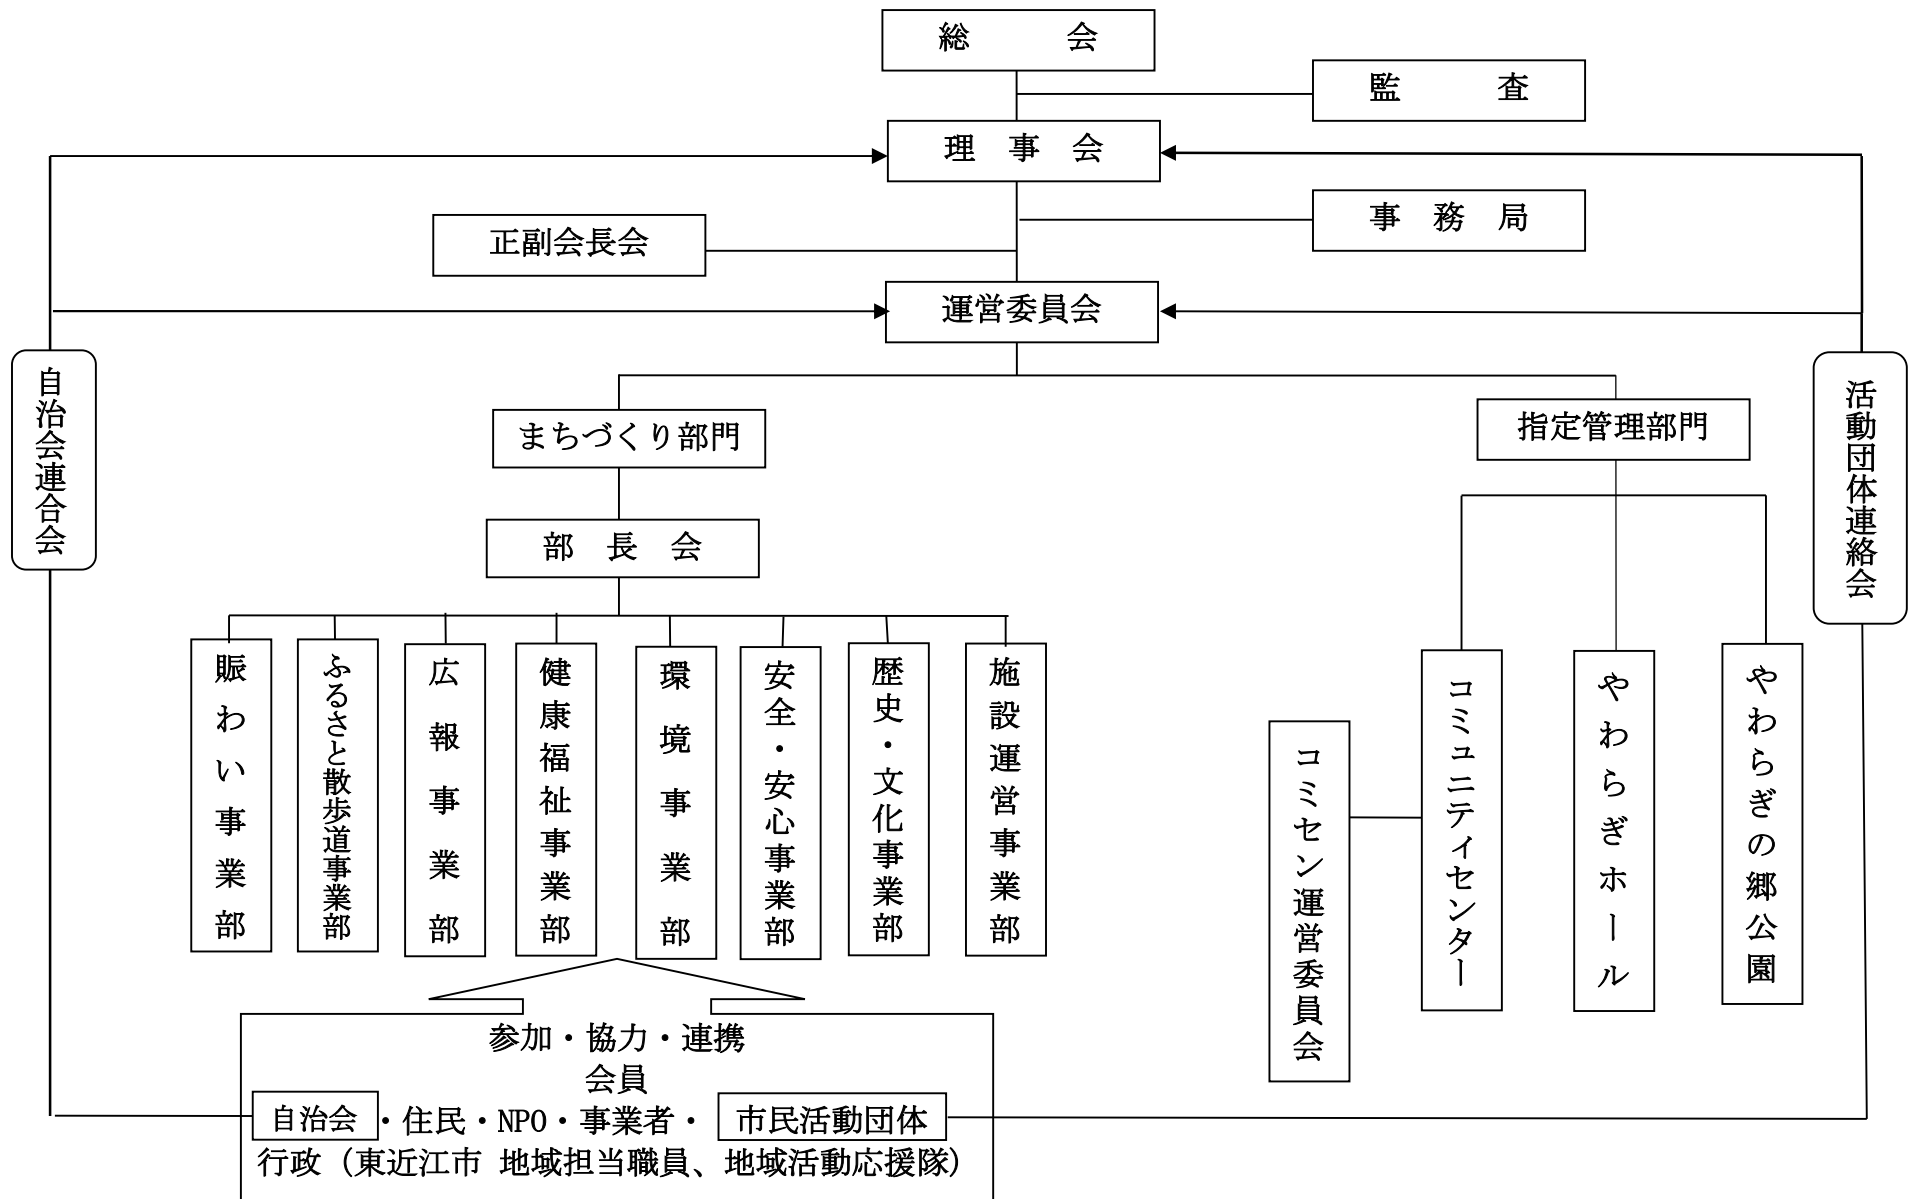 総　会
監　査
理　事　会
事　務　局
正副会長会
運営委員会
自治会連合会
活動団体連絡会
まちづくり部門
指定管理部門
部　長　会
賑わい事業部
ふるさと散歩道事業部
広報事業部
健康福祉事業部
環境事業部
安全・安心事業部
歴史・文化事業部
施設運営事業部
コミセン運営委員会
コミュニティセンター
やわらぎホール
やわらぎの郷公園
参加・協力・連携
会員
自治会・住民・NPO・事業者・市民活動団体
行政（東近江市 地域担当職員、地域活動応援隊）